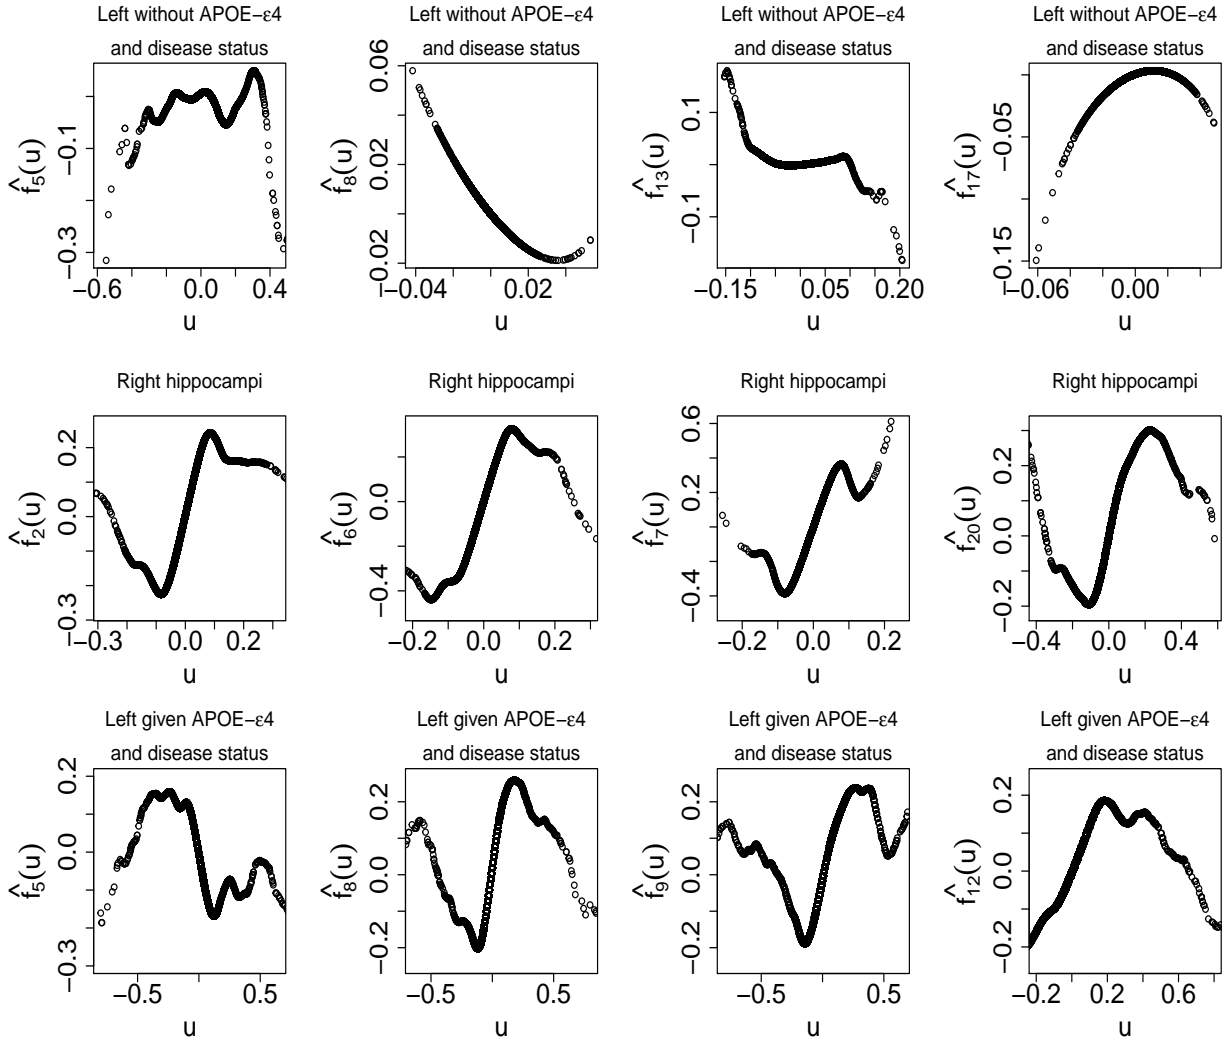 Left without APOE−ε4
and disease status
−0.1
−0.3
f̂5(u)
−0.6 0.0 0.4
u
Left without APOE−ε4
and disease status
0.06
0.02
0.02
f̂8(u)
−0.04 0.02
u
Left without APOE−ε4
and disease status
0.1
−0.1
f̂13(u)
−0.15 0.05 0.20
u
Left without APOE−ε4
and disease status
−0.05
−0.15
f̂17(u)
−0.06 0.00
u
Right hippocampi
0.2
0.0
−0.3
f̂2(u)
−0.3 0.0 0.2
u
Right hippocampi
0.0
−0.4
f̂6(u)
−0.2 0.0 0.2
u
Right hippocampi
0.6
0.2
−0.4
f̂7(u)
−0.2 0.0 0.2
u
Right hippocampi
0.2
0.0
−0.2
f̂20(u)
−0.4 0.0 0.4
u
Left given APOE−ε4
and disease status
0.2
0.0
−0.3
f̂5(u)
−0.5 0.5
u
Left given APOE−ε4
and disease status
0.2
0.0
−0.2
f̂8(u)
−0.5 0.5
u
Left given APOE−ε4
and disease status
0.2
0.0
−0.2
f̂9(u)
−0.5 0.5
u
Left given APOE−ε4
and disease status
0.2
0.0
−0.2
f̂12(u)
−0.2 0.2 0.6
u